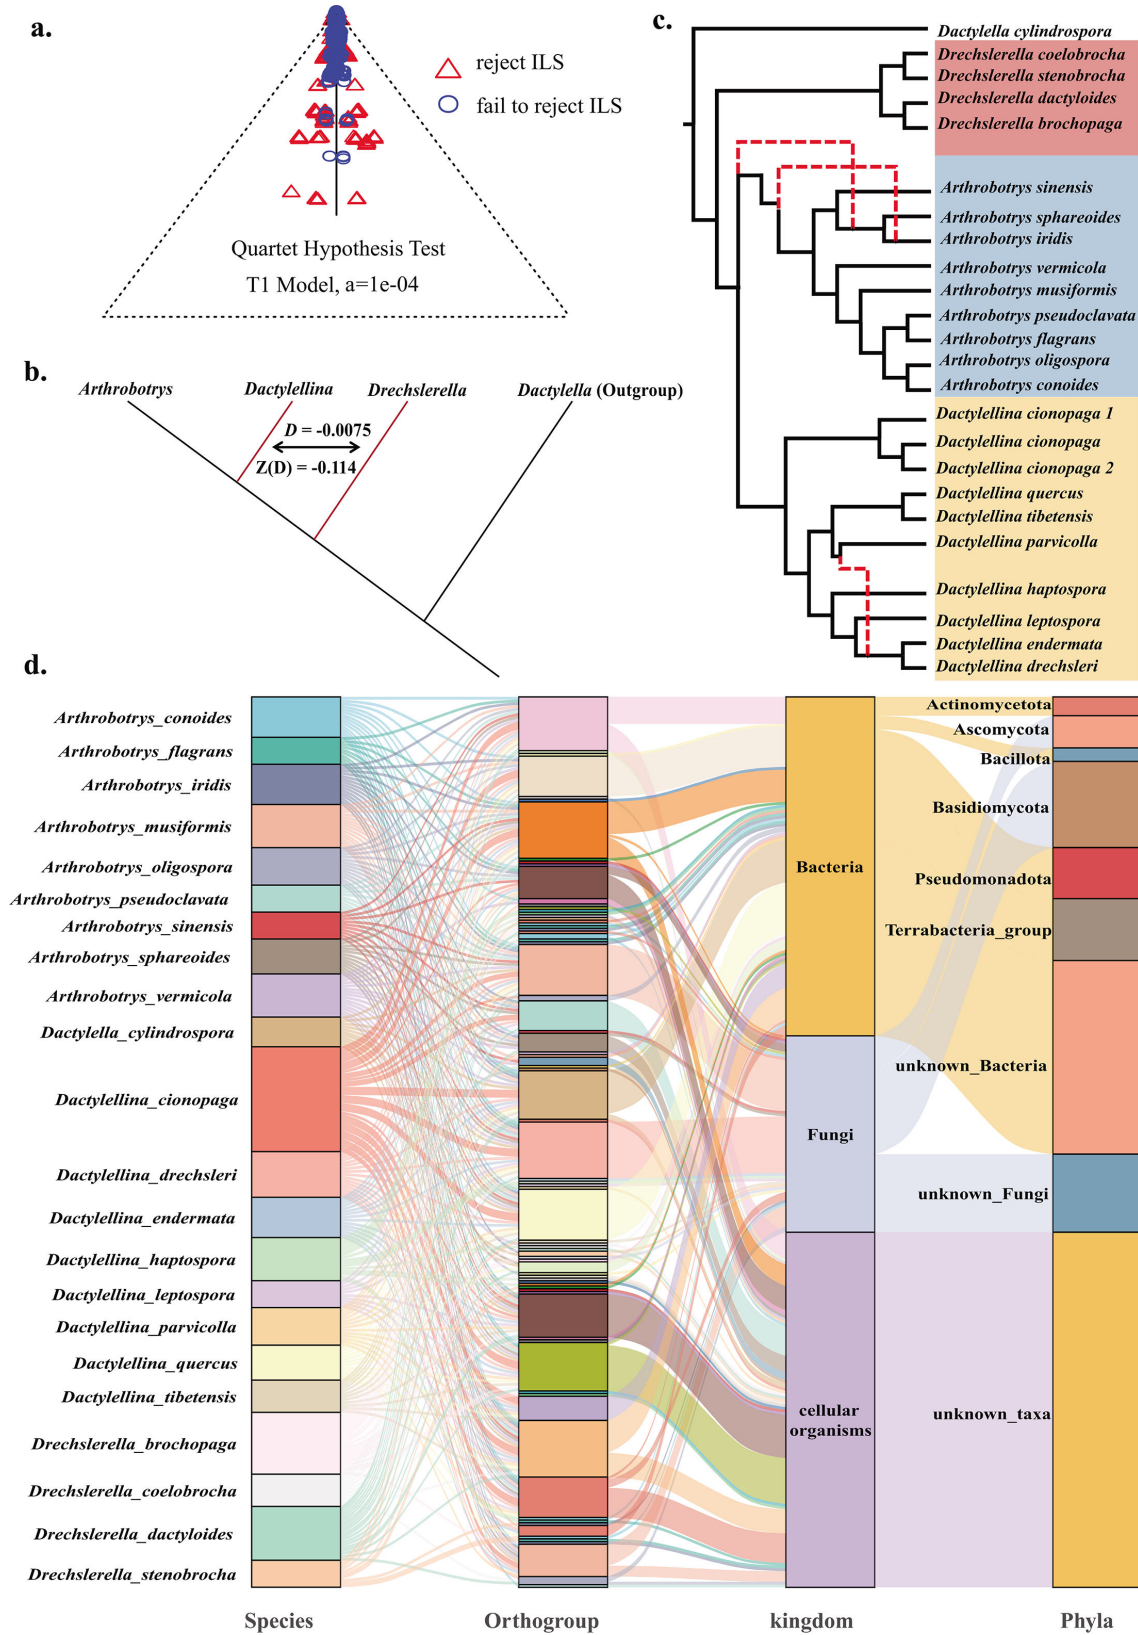 a.
reject ILS
fail to reject ILS
Quartet Hypothesis Test
T1 Model, a=1e-04
b.
Arthrobotrys
Dactylellina
Drechslerella
Dactylella (Outgroup)
D = -0.0075
Z(D) = -0.114
c.
Dactylella cylindrospora
Drechslerella coelobrocha
Drechslerella stenobrocha
Drechslerella dactyloides
Drechslerella brochopaga
Arthrobotrys sinensis
Arthrobotrys sphareoides
Arthrobotrys iridis
Arthrobotrys vermicola
Arthrobotrys musiformis
Arthrobotrys pseudoclavata
Arthrobotrys flagrans
Arthrobotrys oligospora
Arthrobotrys conoides
Dactylellina cionopaga 1
Dactylellina cionopaga
Dactylellina cionopaga 2
Dactylellina quercus
Dactylellina tibetensis
Dactylellina parvicolla
Dactylellina haptospora
Dactylellina leptospora
Dactylellina endermata
Dactylellina drechsleri
d.
Arthrobotrys_conoides
Arthrobotrys_flagrans
Arthrobotrys_iridis
Arthrobotrys_musiformis
Arthrobotrys_oligospora
Arthrobotrys_pseudoclavata
Arthrobotrys_sinensis
Arthrobotrys_sphareoides
Arthrobotrys_vermicola
Dactylella_cylindrospora
Dactylellina_cionopaga
Dactylellina_drechsleri
Dactylellina_endermata
Dactylellina_haptospora
Dactylellina_leptospora
Dactylellina_parvicolla
Dactylellina_quercus
Dactylellina_tibetensis
Drechslerella_brochopaga
Drechslerella_coelobrocha
Drechslerella_dactyloides
Drechslerella_stenobrocha
Bacteria
Fungi
cellular
organisms
Actinomycetota
Ascomycota
Bacillota
Basidiomycota
Pseudomonadota
Terrabacteria_group
unknown_Bacteria
unknown_Fungi
unknown_taxa
Species
Orthogroup
kingdom
Phyla